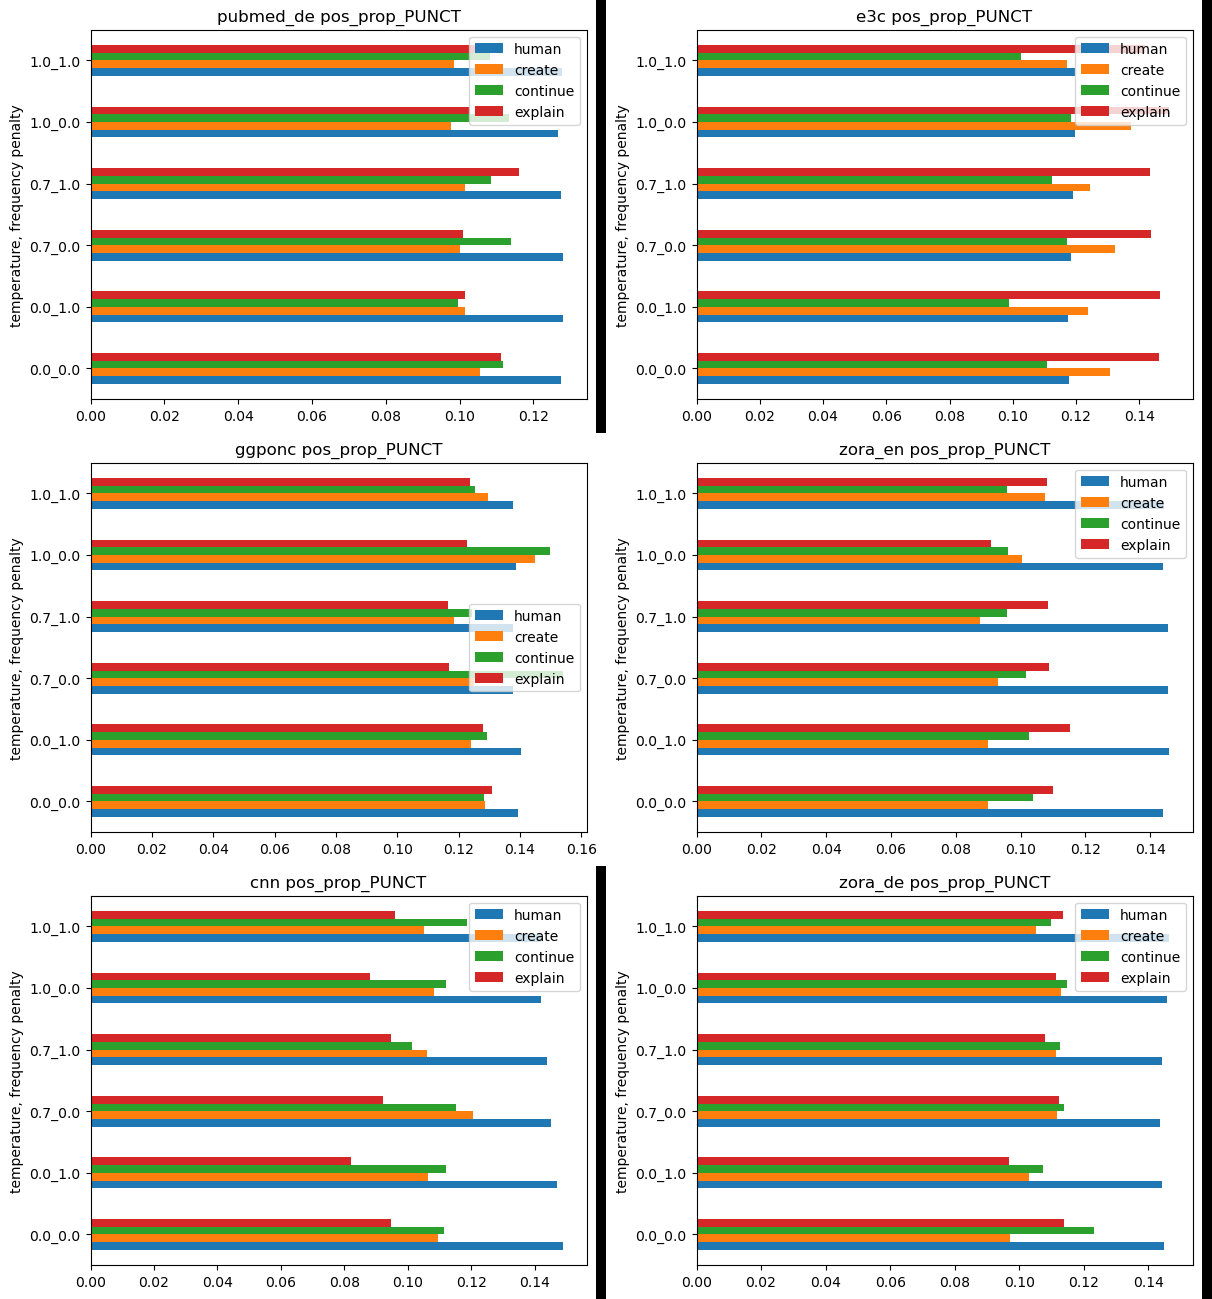 pubmed_de pos_prop_PUNCT
temperature, frequency penalty
1.0_1.0
1.0_0.0
0.7_1.0
0.7_0.0
0.0_1.0
0.0_0.0
0.00 0.02 0.04 0.06 0.08 0.10 0.12
human
create
continue
explain
e3c pos_prop_PUNCT
temperature, frequency penalty
1.0_1.0
1.0_0.0
0.7_1.0
0.7_0.0
0.0_1.0
0.0_0.0
0.00 0.02 0.04 0.06 0.08 0.10 0.12 0.14
human
create
continue
explain
ggponc pos_prop_PUNCT
temperature, frequency penalty
1.0_1.0
1.0_0.0
0.7_1.0
0.7_0.0
0.0_1.0
0.0_0.0
0.00 0.02 0.04 0.06 0.08 0.10 0.12 0.14 0.16
human
create
continue
explain
zora_en pos_prop_PUNCT
temperature, frequency penalty
1.0_1.0
1.0_0.0
0.7_1.0
0.7_0.0
0.0_1.0
0.0_0.0
0.00 0.02 0.04 0.06 0.08 0.10 0.12 0.14
human
create
continue
explain
cnn pos_prop_PUNCT
temperature, frequency penalty
1.0_1.0
1.0_0.0
0.7_1.0
0.7_0.0
0.0_1.0
0.0_0.0
0.00 0.02 0.04 0.06 0.08 0.10 0.12 0.14
human
create
continue
explain
zora_de pos_prop_PUNCT
temperature, frequency penalty
1.0_1.0
1.0_0.0
0.7_1.0
0.7_0.0
0.0_1.0
0.0_0.0
0.00 0.02 0.04 0.06 0.08 0.10 0.12 0.14
human
create
continue
explain